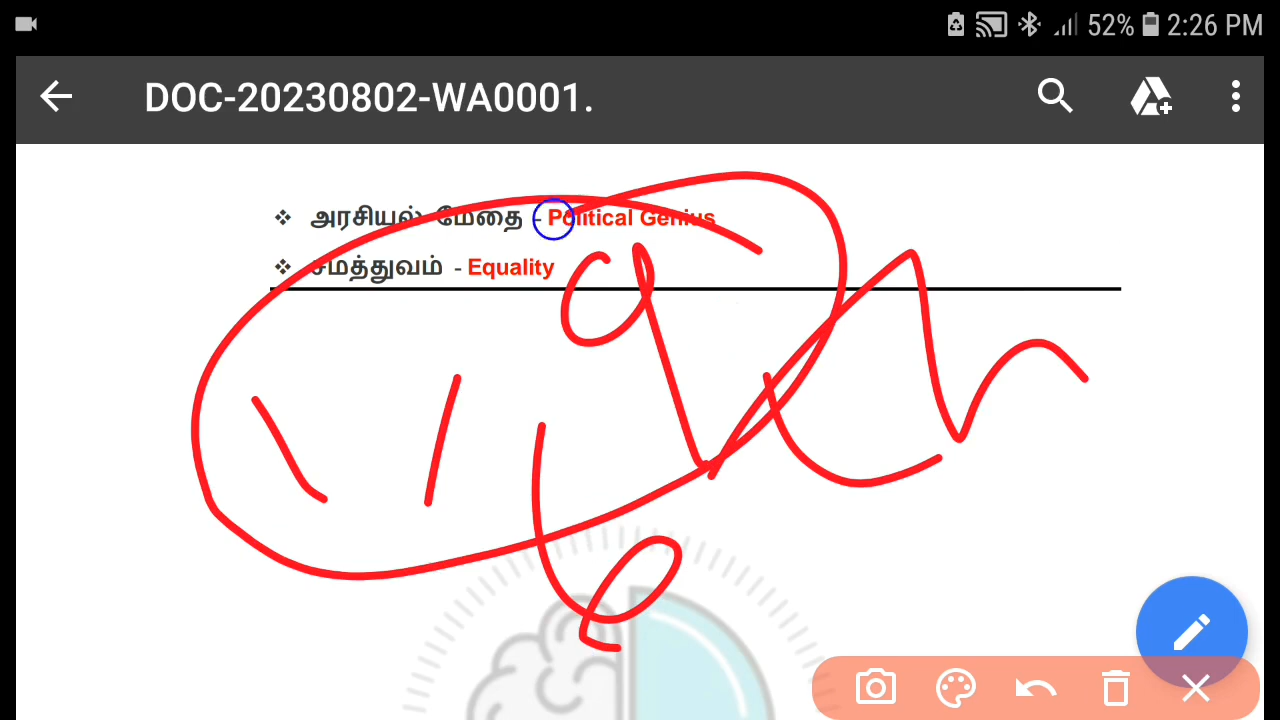 52% 2:26 PM
DOC-20230802-WA0001.
❖ அரசியல் மேதை - Political Genius
❖ சமத்துவம் - Equality